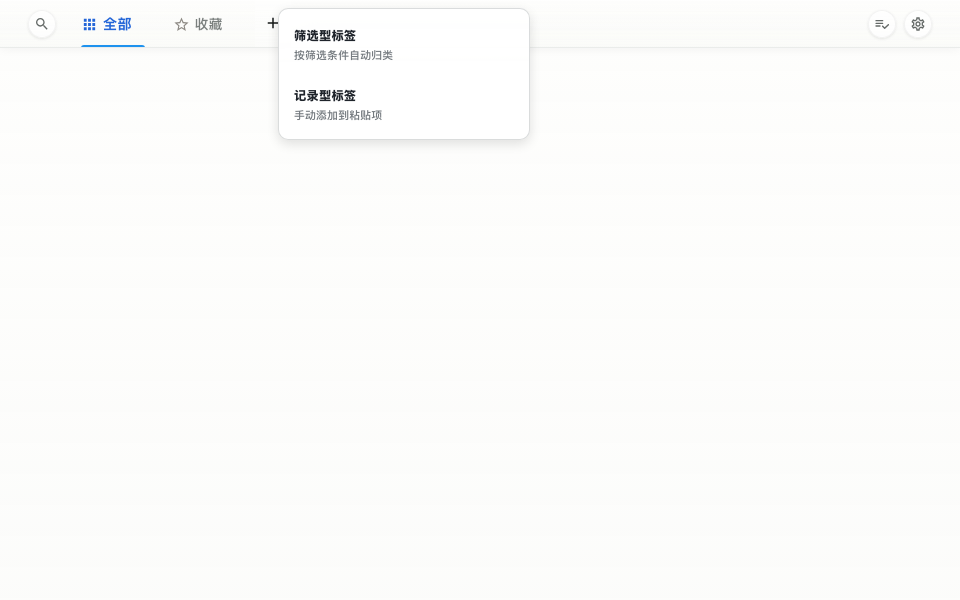 全部
收藏
筛选型标签
按筛选条件自动归类
记录型标签
手动添加到粘贴项